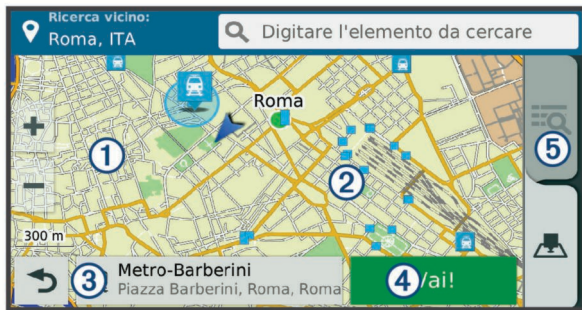 Ricerca vicino:
Roma, ITA
Digitare l'elemento da cercare
Roma
1
2
5
300 m
3
Metro-Barberini
Piazza Barberini, Roma, Roma
4
/ai!